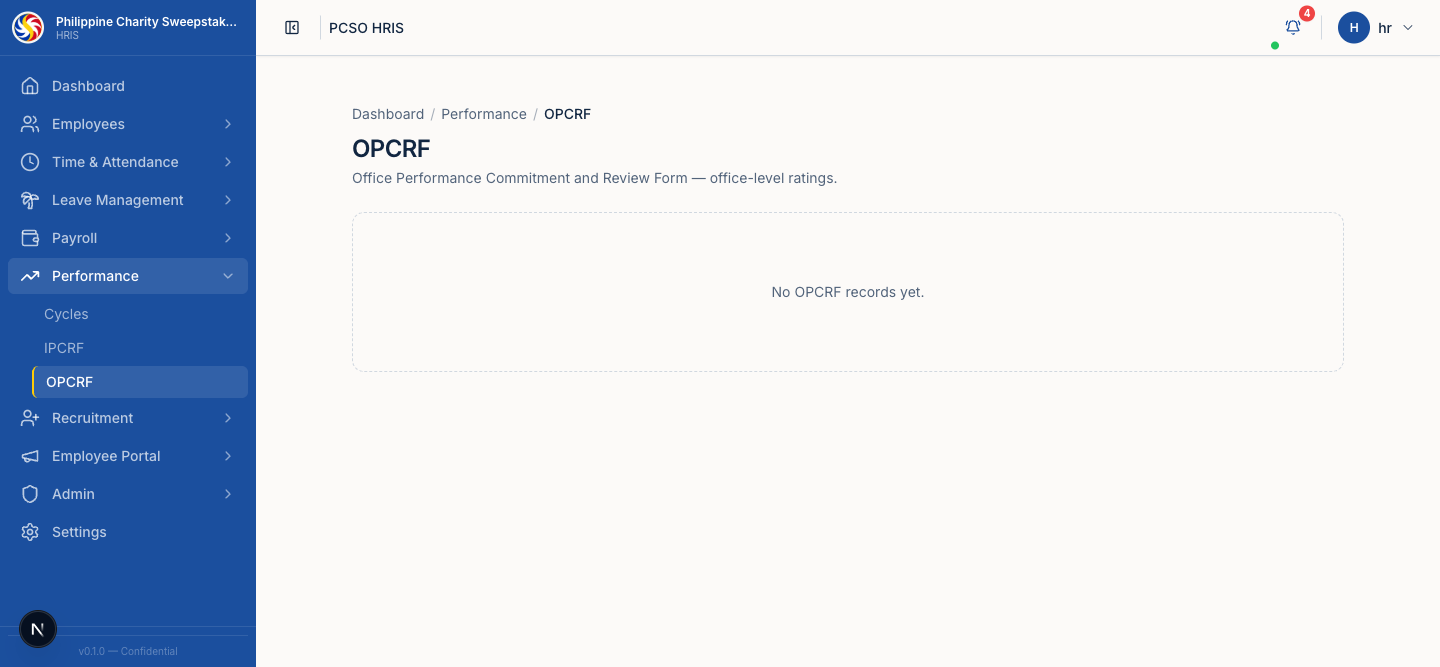 Philippine Charity Sweepstak...
HRIS
Dashboard
Employees
Time & Attendance
Leave Management
Payroll
Performance
Cycles
IPCRF
OPCRF
Recruitment
Employee Portal
Admin
Settings
N
v0.1.0 — Confidential
PCSO HRIS
4
H
hr
Dashboard / Performance / OPCRF
OPCRF
Office Performance Commitment and Review Form — office-level ratings.
No OPCRF records yet.